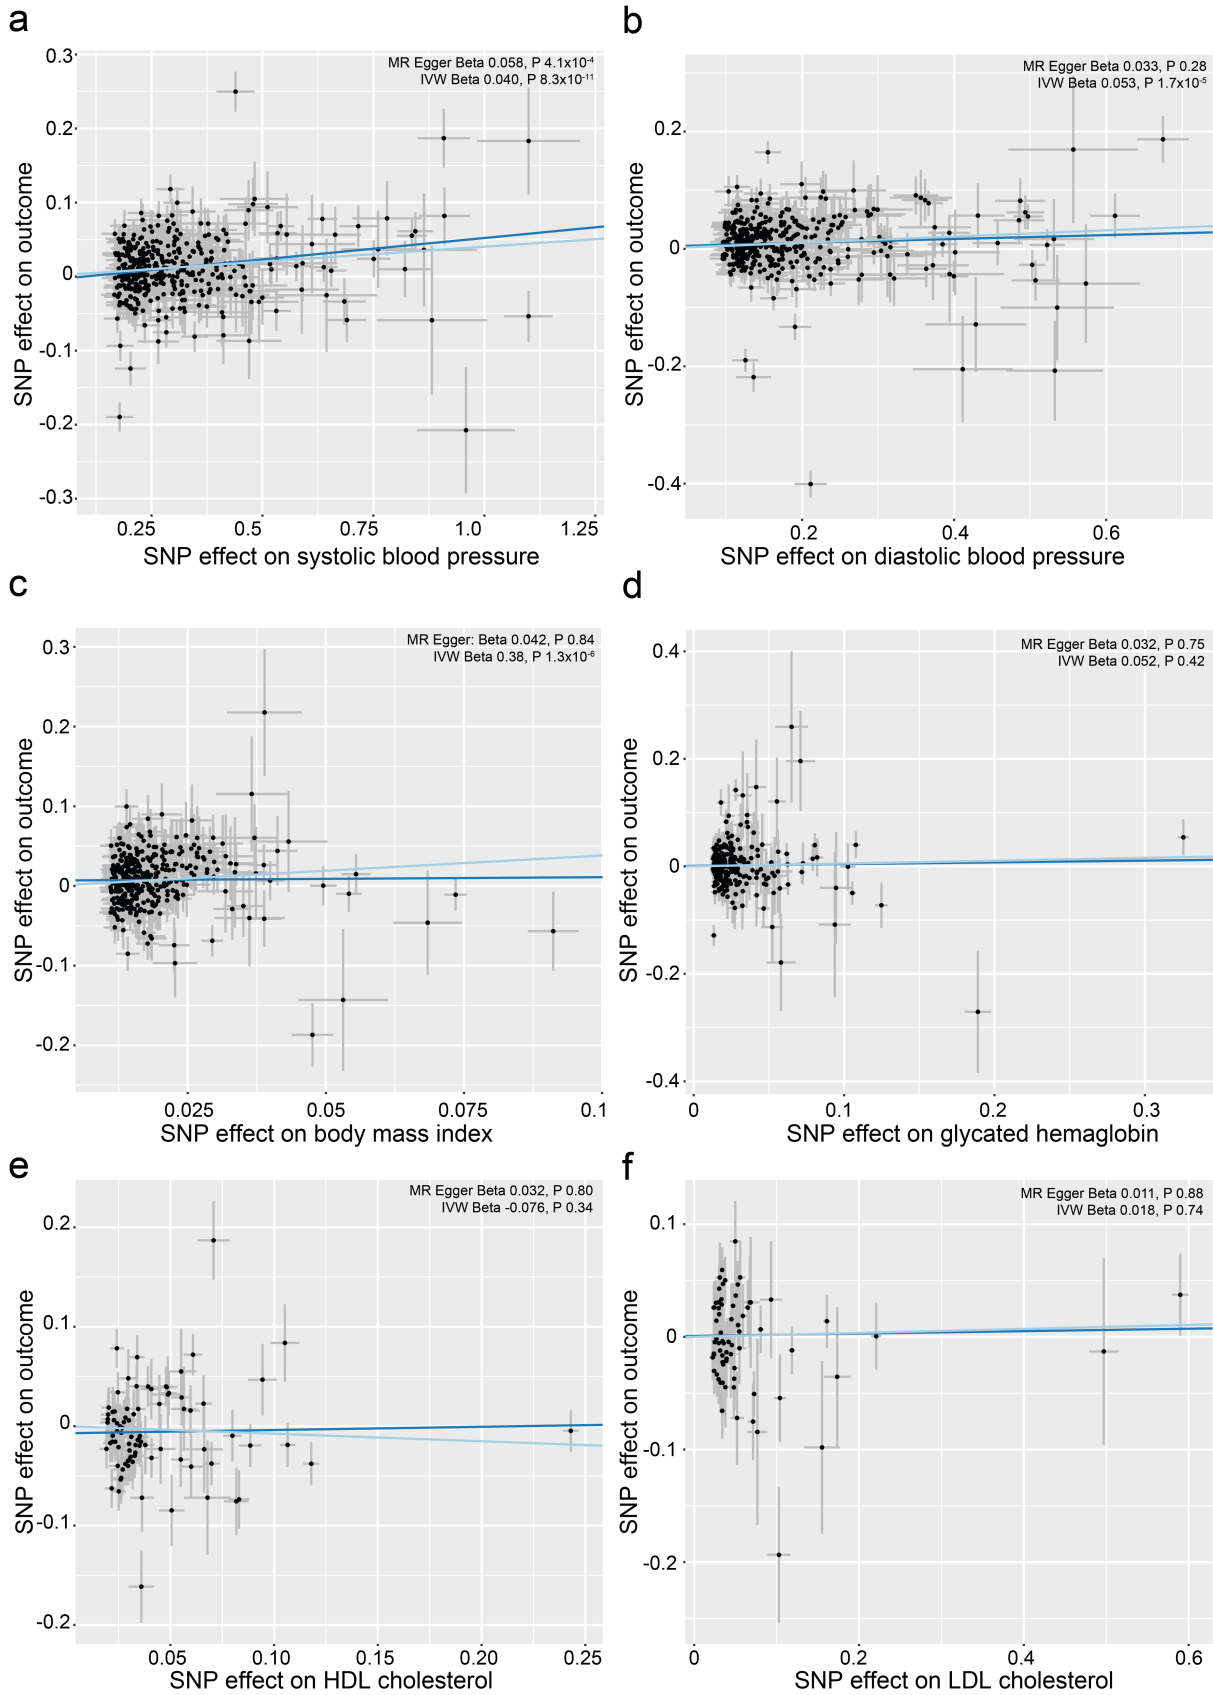 a
MR Egger Beta 0.058, P 4.1x10⁻⁴
IVW Beta 0.040, P 8.3x10⁻¹¹
0.3
0.2
0.1
0
-0.1
-0.2
-0.3
SNP effect on outcome
0.25
0.5
0.75
1.0
1.25
SNP effect on systolic blood pressure
b
MR Egger Beta 0.033, P 0.28
IVW Beta 0.053, P 1.7x10⁻⁵
0.2
0
-0.2
-0.4
SNP effect on outcome
0.2
0.4
0.6
SNP effect on diastolic blood pressure
c
MR Egger: Beta 0.042, P 0.84
IVW Beta 0.38, P 1.3x10⁻⁶
0.3
0.2
0.1
0
-0.1
-0.2
SNP effect on outcome
0.025
0.05
0.075
0.1
SNP effect on body mass index
d
MR Egger Beta 0.032, P 0.75
IVW Beta 0.052, P 0.42
0.4
0.2
0
-0.2
-0.4
SNP effect on outcome
0
0.1
0.2
0.3
SNP effect on glycated hemaglobin
e
MR Egger Beta 0.032, P 0.80
IVW Beta -0.076, P 0.34
0.2
0.1
0
-0.1
-0.2
SNP effect on outcome
0.05
0.10
0.15
0.20
0.25
SNP effect on HDL cholesterol
f
MR Egger Beta 0.011, P 0.88
IVW Beta 0.018, P 0.74
0.1
0
-0.1
-0.2
SNP effect on outcome
0
0.2
0.4
0.6
SNP effect on LDL cholesterol